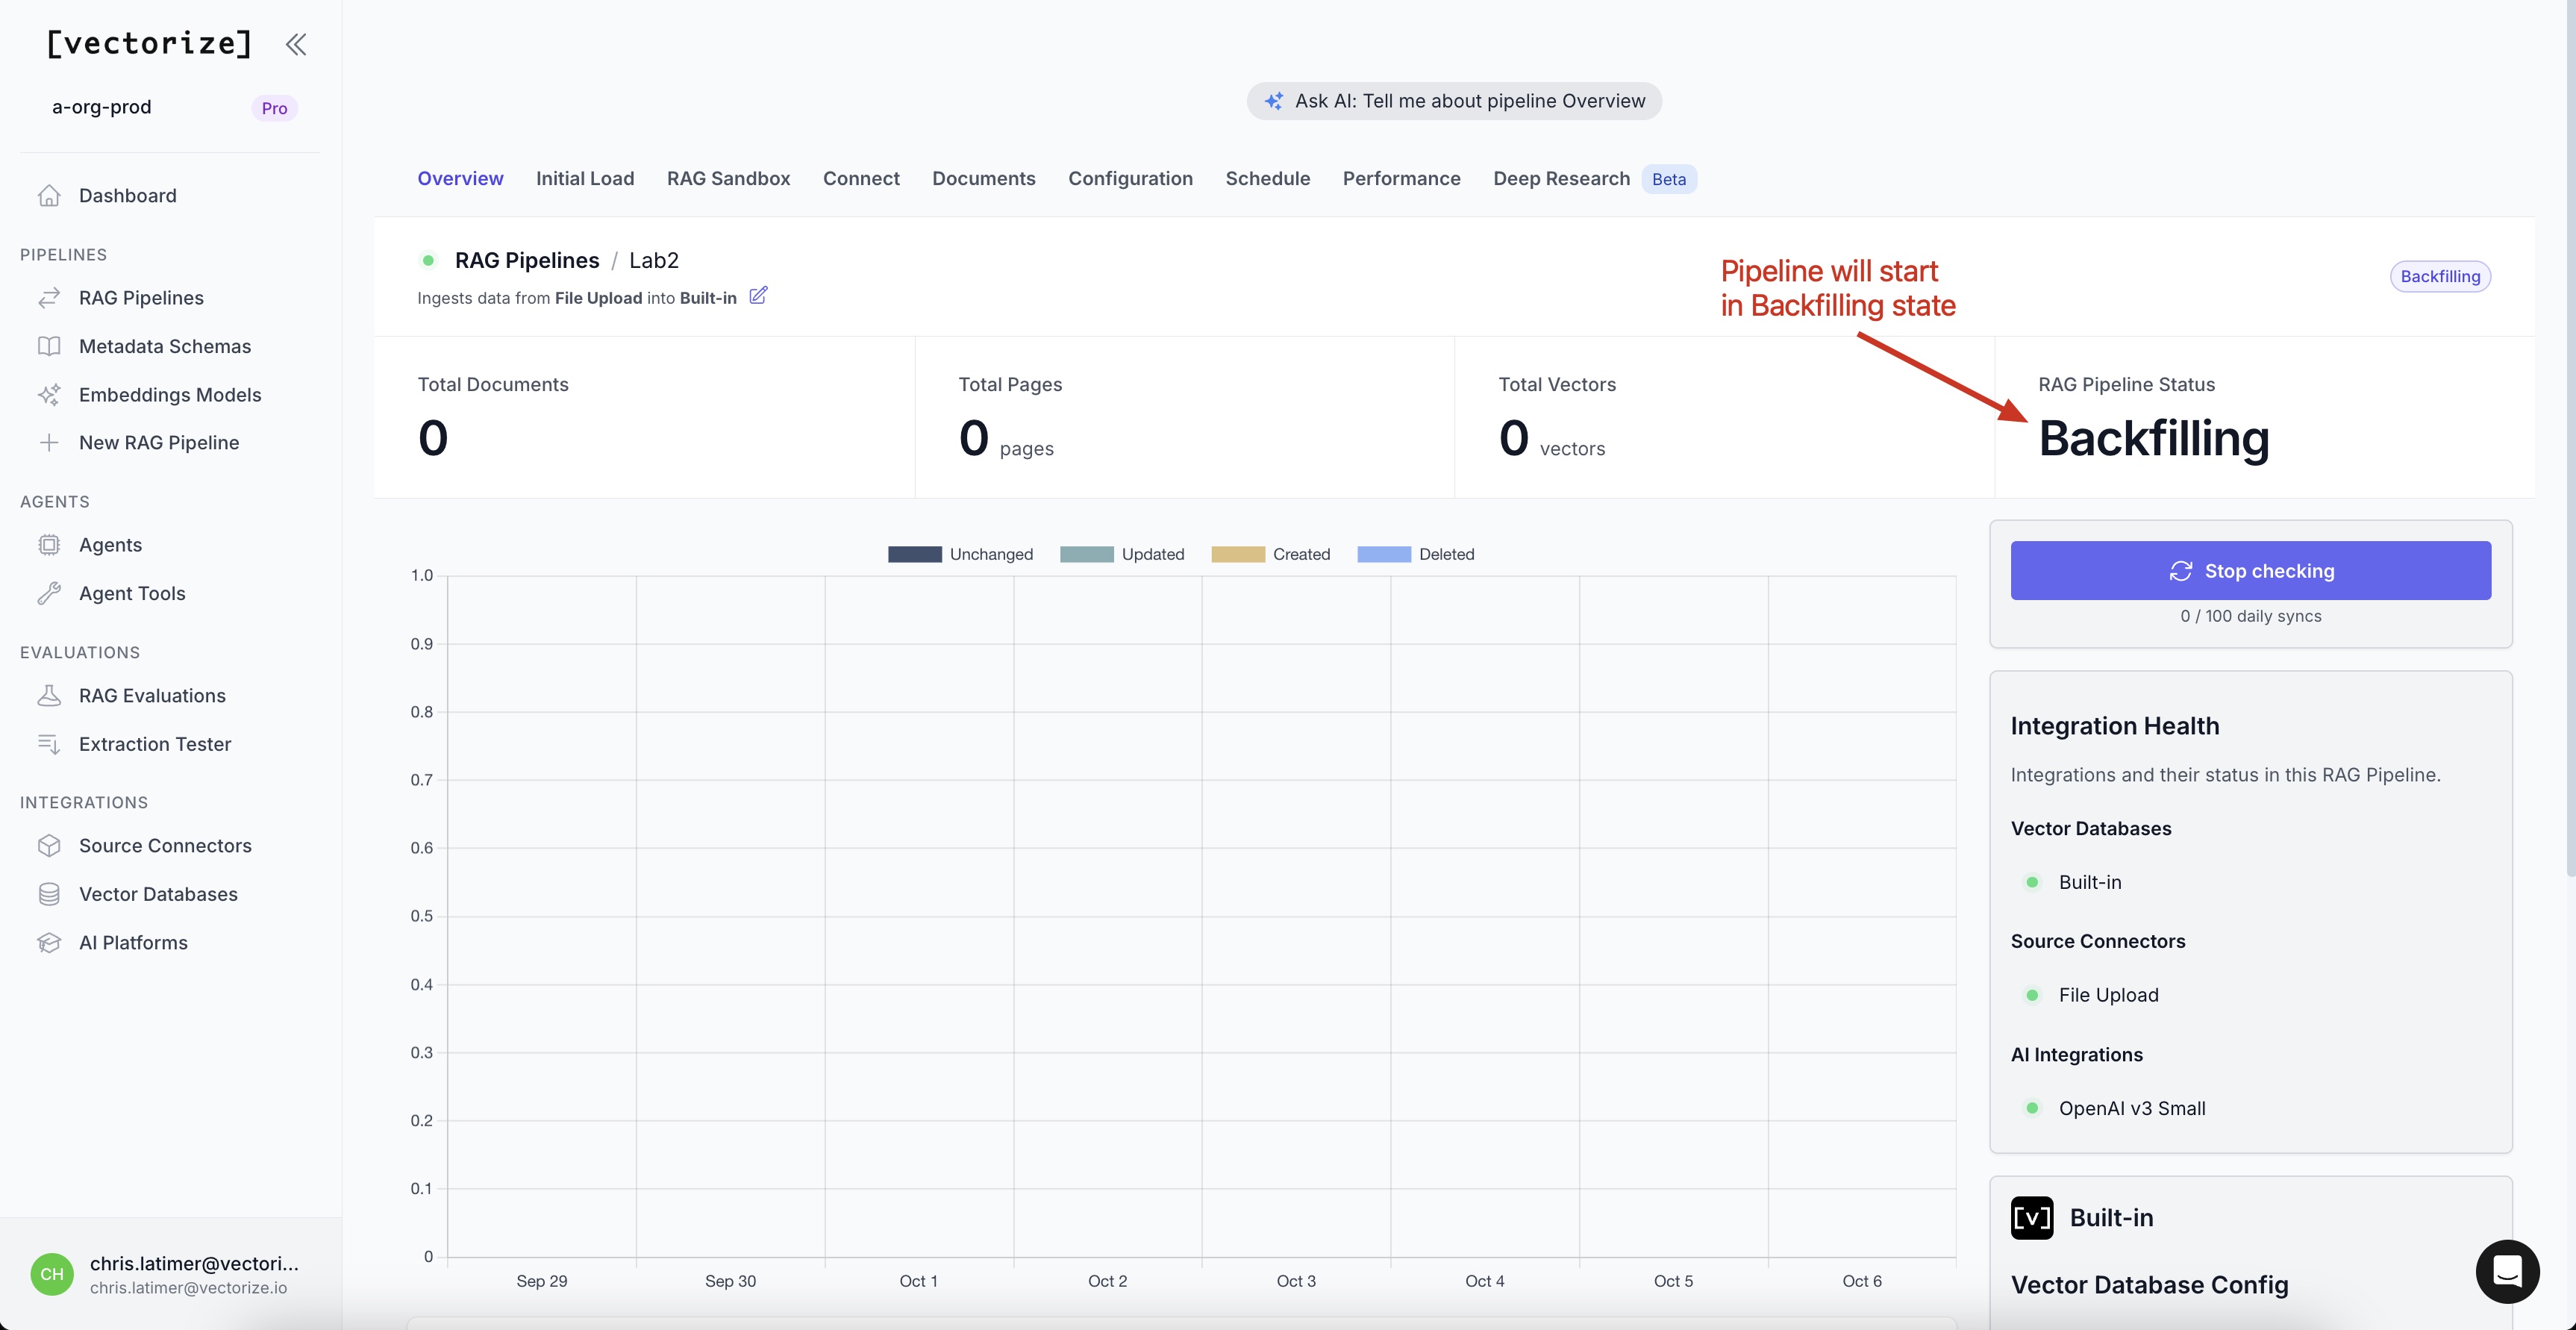 [vectorize]
a-org-prod
Pro
Dashboard
PIPELINES
RAG Pipelines
Metadata Schemas
Embeddings Models
New RAG Pipeline
AGENTS
Agents
Agent Tools
EVALUATIONS
RAG Evaluations
Extraction Tester
INTEGRATIONS
Source Connectors
Vector Databases
AI Platforms
CH
chris.latimer@vectori...
chris.latimer@vectorize.io
Ask AI: Tell me about pipeline Overview
Overview Initial Load RAG Sandbox Connect Documents Configuration Schedule Performance Deep Research Beta
RAG Pipelines / Lab2
Ingests data from File Upload into Built-in
Pipeline will start
in Backfilling state
Backfilling
Total Documents
0
Total Pages
0 pages
Total Vectors
0 vectors
RAG Pipeline Status
Backfilling
Unchanged Updated Created Deleted
1.0
0.9
0.8
0.7
0.6
0.5
0.4
0.3
0.2
0.1
0
Sep 29 Sep 30 Oct 1 Oct 2 Oct 3 Oct 4 Oct 5 Oct 6
Stop checking
0 / 100 daily syncs
Integration Health
Integrations and their status in this RAG Pipeline.
Vector Databases
Built-in
Source Connectors
File Upload
AI Integrations
OpenAI v3 Small
[v]
Built-in
Vector Database Config